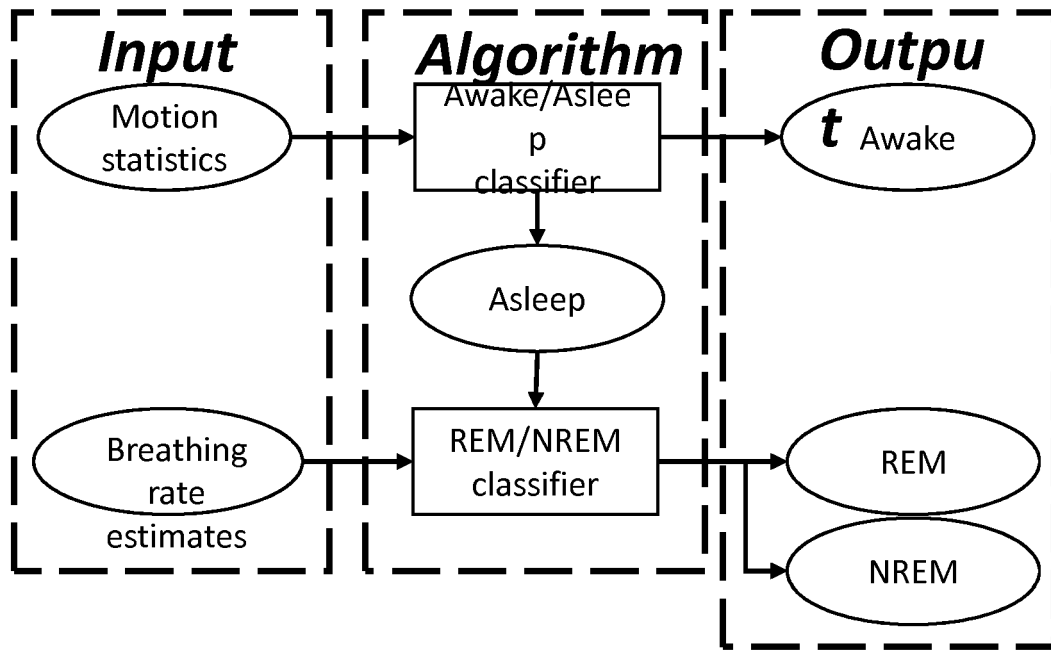 Input
Motion
statistics
Breathing
rate
estimates
Algorithm
Awake/Aslee
p
classifier
Asleep
REM/NREM
classifier
Outpu
t
Awake
REM
NREM